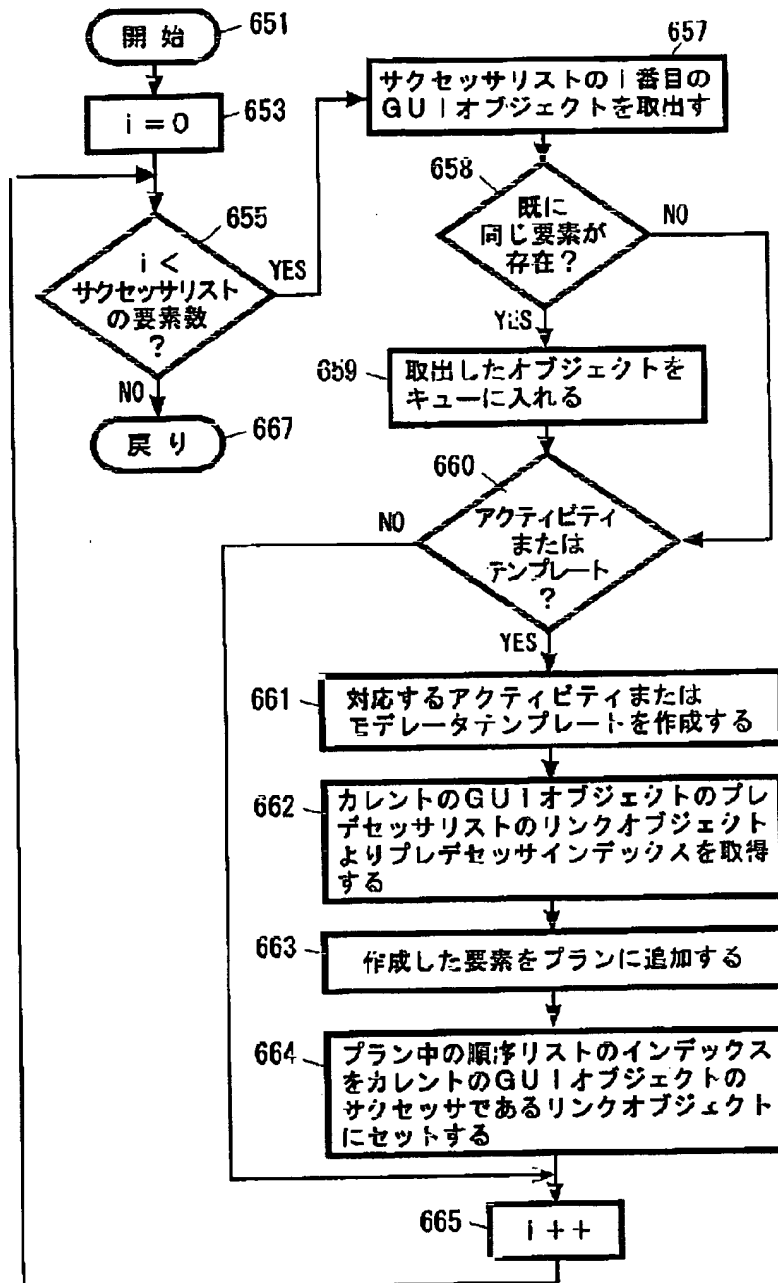 開始
651
i=0
653
655
i<
サクセッサリスト
の要素数
?
YES
NO
戻り
667
657
サクセッサリストのi番目の
GUIオブジェクトを取出す
658
既に
同じ要素が
存在?
NO
YES
659
取出したオブジェクトを
キューに入れる
660
アクティビティ
または
テンプレート
?
NO
YES
661
対応するアクティビティまたは
モデレータテンプレートを作成する
662
カレントのGUIオブジェクトのプレ
デセッサリストのリンクオブジェクト
よりプレデセッサインデックスを取得
する
663
作成した要素をプランに追加する
664
プラン中の順序リストのインデックス
をカレントのGUIオブジェクトの
サクセッサであるリンクオブジェクト
にセットする
665
i++